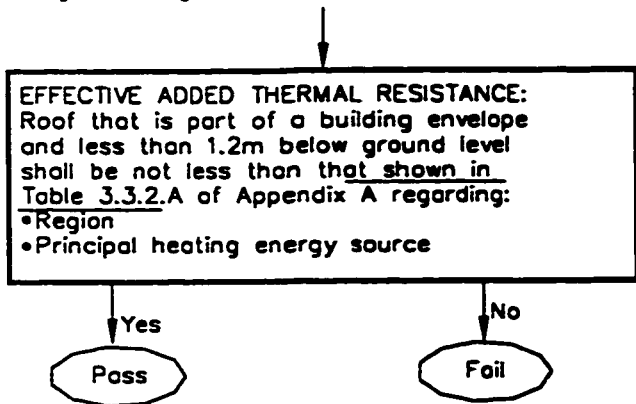 EFFECTIVE ADDED THERMAL RESISTANCE:
Roof that is part of a building envelope
and less than 1.2m below ground level
shall be not less than that shown in
Table 3.3.2.A of Appendix A regarding:
•Region
•Principal heating energy source
Yes
No
Pass
Fail